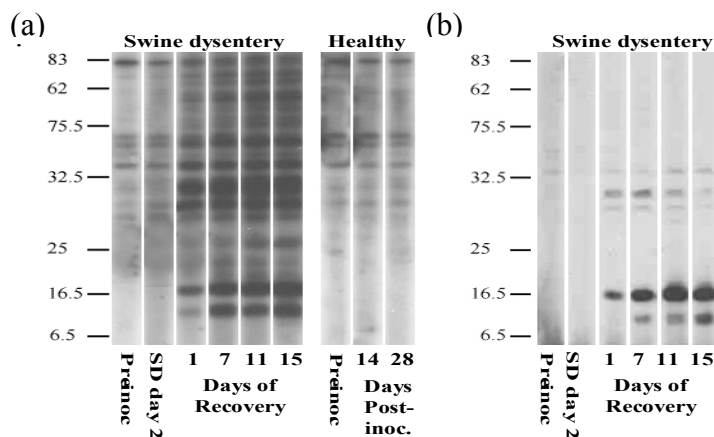 (a)
Swine dysentery
Healthy
83
62
75.5
32.5
25
16.5
6.5
Preinoc
SD day 2
1 7 11 15
Days of
Recovery
Preinoc
14 28
Days
Post-
inoc.
(b)
Swine dysentery
83
62
75.5
32.5
25
16.5
6.5
Preinoc
SD day 2
1 7 11 15
Days of
Recovery